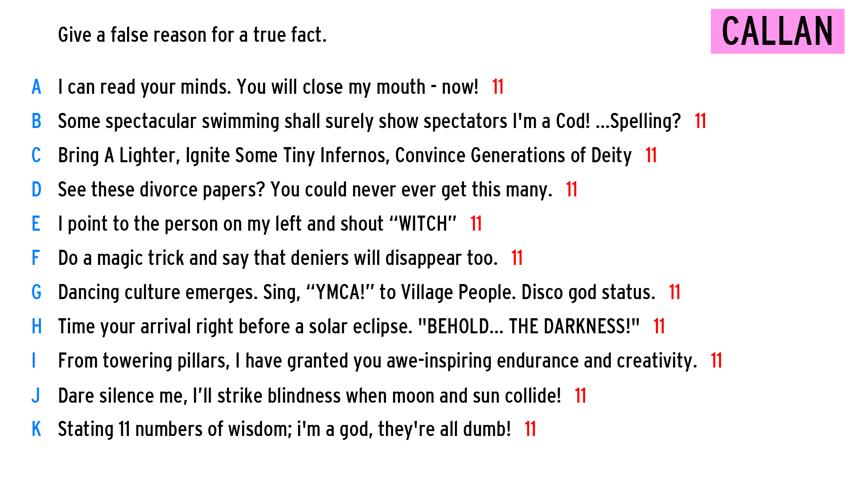 Give a false reason for a true fact.
CALLAN
A I can read your minds. You will close my mouth - now! 11
B Some spectacular swimming shall surely show spectators I'm a Cod! ...Spelling? 11
C Bring A Lighter, Ignite Some Tiny Infernos, Convince Generations of Deity 11
D See these divorce papers? You could never ever get this many. 11
E I point to the person on my left and shout “WITCH” 11
F Do a magic trick and say that deniers will disappear too. 11
G Dancing culture emerges. Sing, “YMCA!” to Village People. Disco god status. 11
H Time your arrival right before a solar eclipse. "BEHOLD... THE DARKNESS!" 11
I From towering pillars, I have granted you awe-inspiring endurance and creativity. 11
J Dare silence me, I’ll strike blindness when moon and sun collide! 11
K Stating 11 numbers of wisdom; i'm a god, they're all dumb! 11